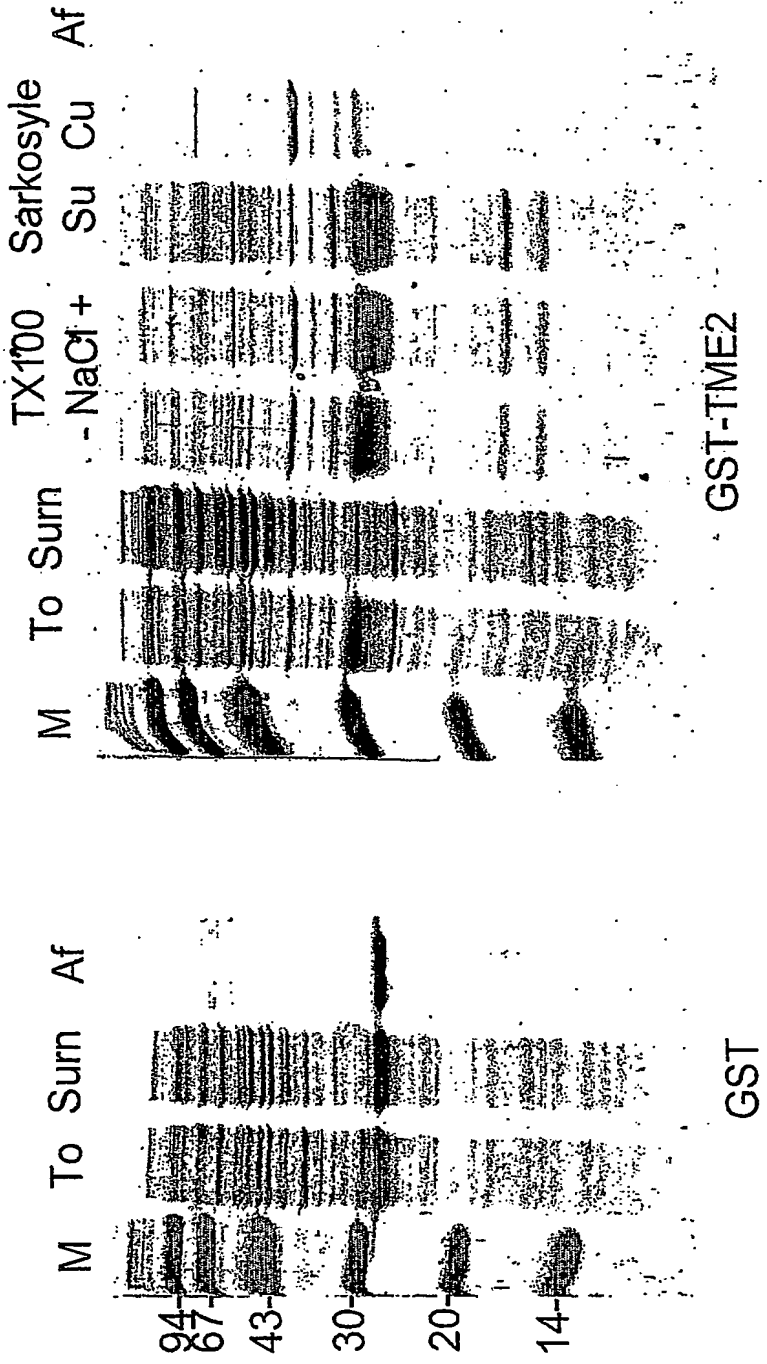 M To Surn Af
94-
67-
43-
30-
20-
14-
GST
TX100 Sarkosyle
M To Surn - NaCl + Su Cu Af
GST-TME2